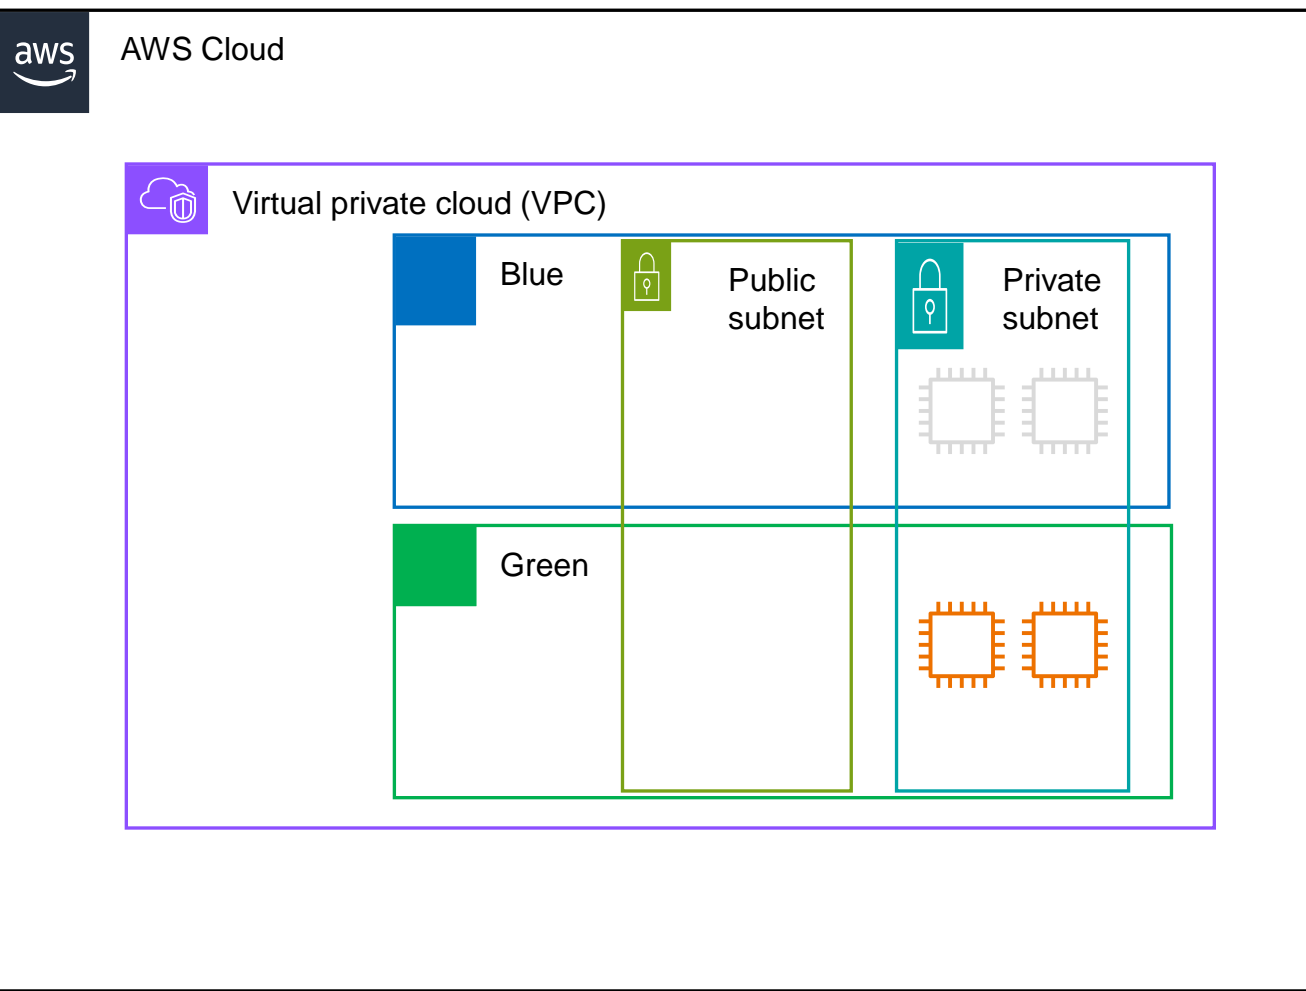 aws
AWS Cloud
Virtual private cloud (VPC)
Blue
Public
subnet
Private
subnet
Green